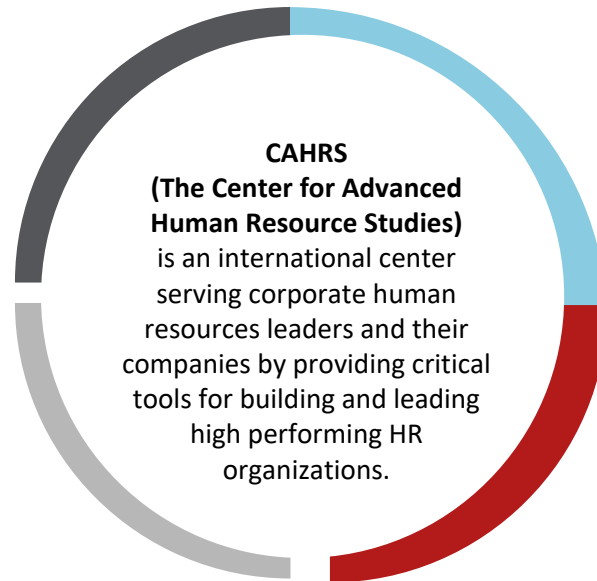 CAHRS
(The Center for Advanced
Human Resource Studies)
is an international center
serving corporate human
resources leaders and their
companies by providing critical
tools for building and leading
high performing HR
organizations.